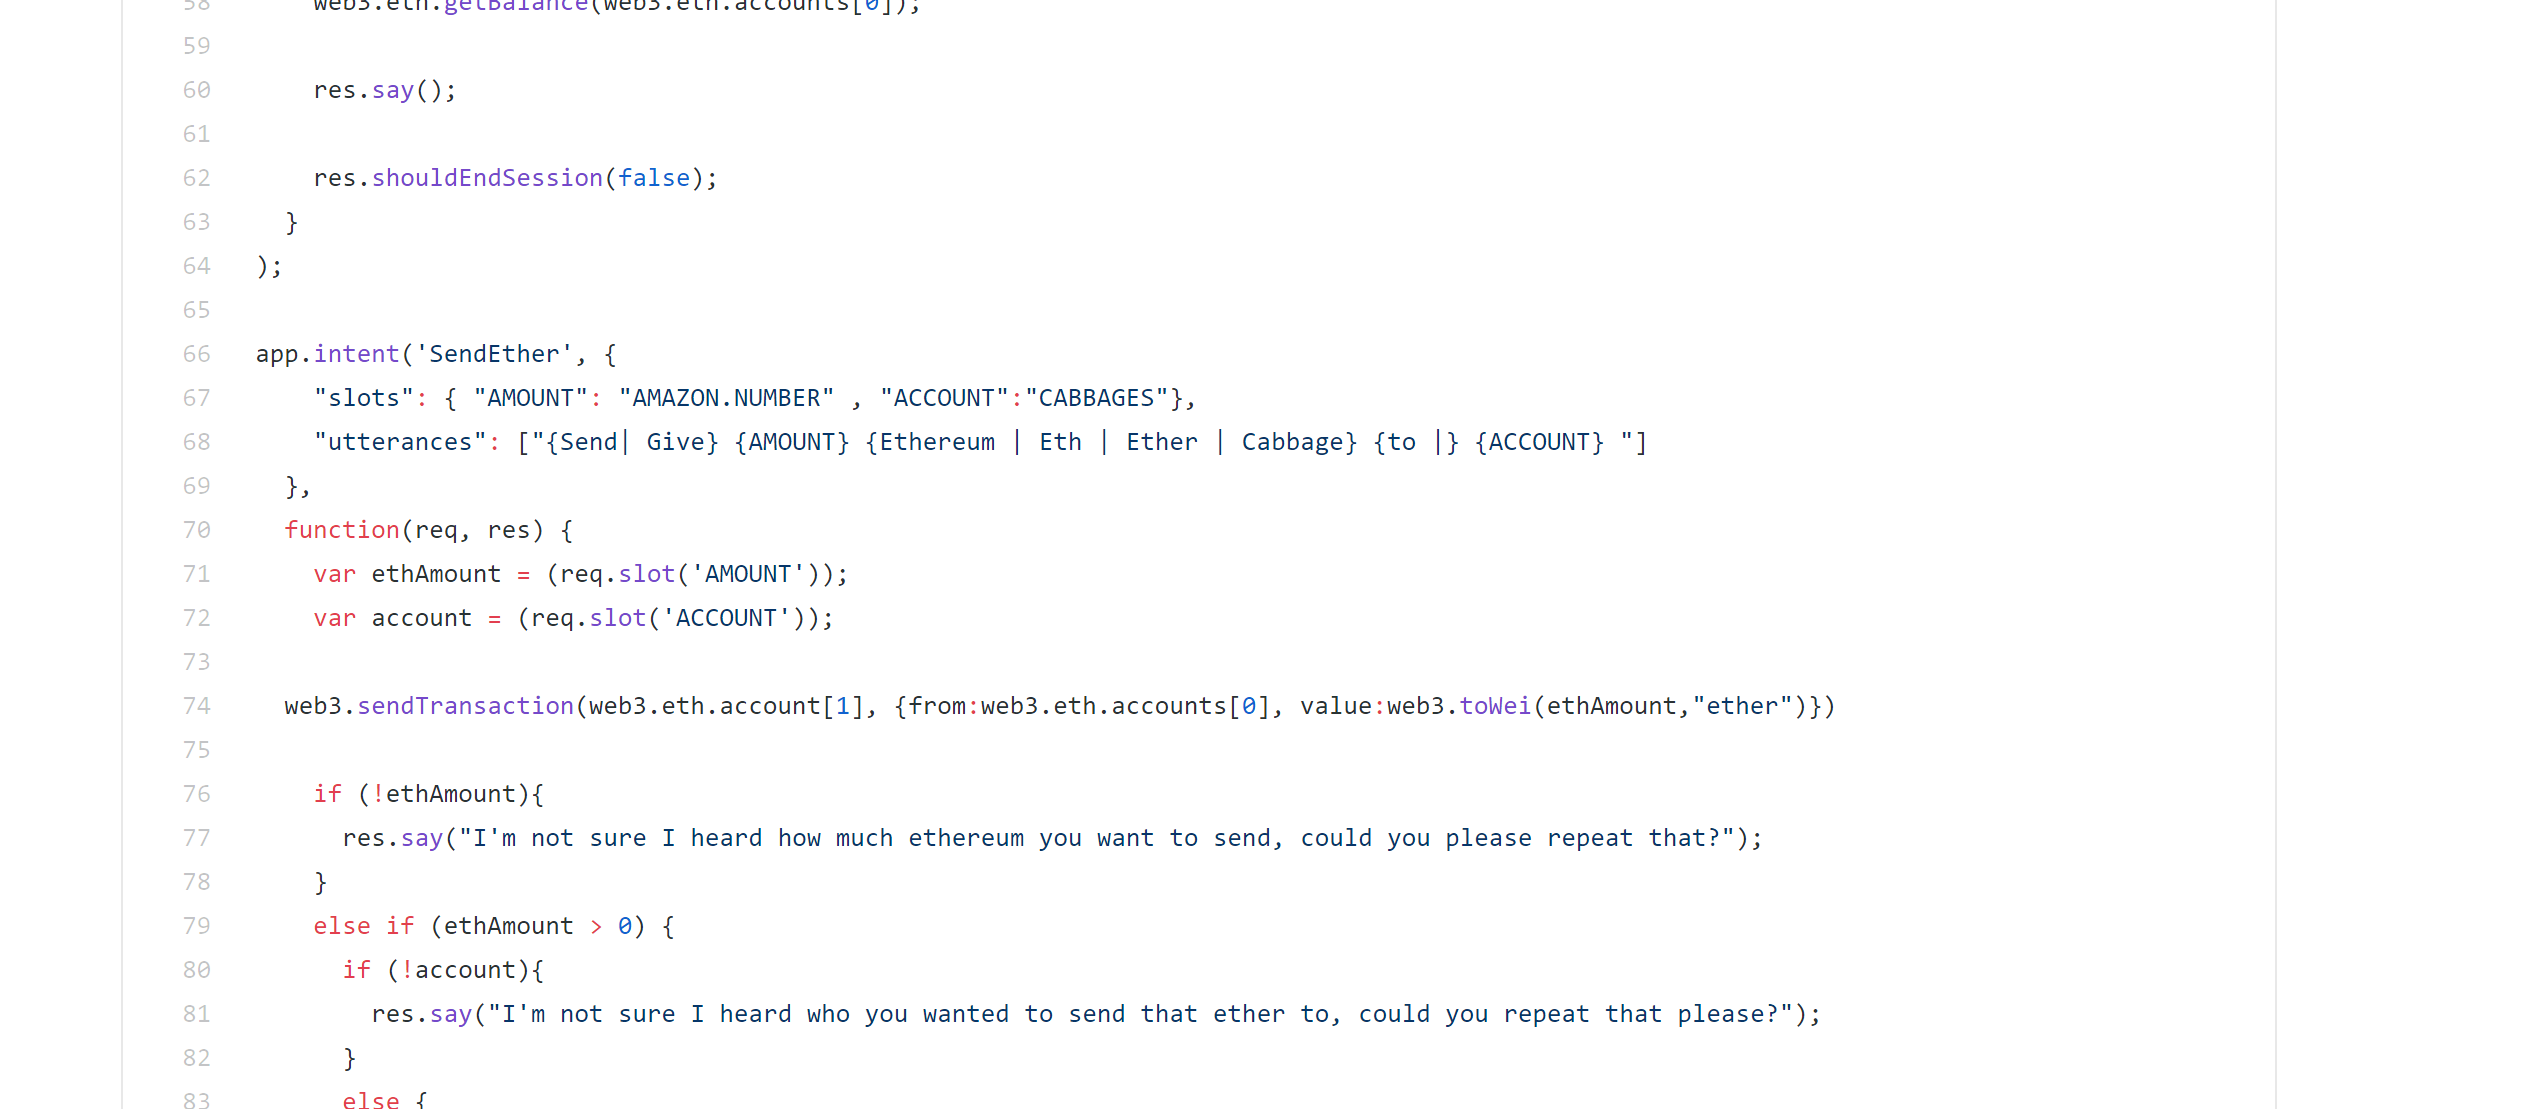 58 web3.eth.getBalance(web3.eth.accounts[0]);
59
60 res.say();
61
62 res.shouldEndSession(false);
63 }
64 );
65
66 app.intent('SendEther', {
67 "slots": { "AMOUNT": "AMAZON.NUMBER" , "ACCOUNT":"CABBAGES"},
68 "utterances": ["{Send| Give} {AMOUNT} {Ethereum | Eth | Ether | Cabbage} {to |} {ACCOUNT} "]
69 },
70 function(req, res) {
71 var ethAmount = (req.slot('AMOUNT'));
72 var account = (req.slot('ACCOUNT'));
73
74 web3.sendTransaction(web3.eth.account[1], {from:web3.eth.accounts[0], value:web3.toWei(ethAmount,"ether")})
75
76 if (!ethAmount){
77 res.say("I'm not sure I heard how much ethereum you want to send, could you please repeat that?");
78 }
79 else if (ethAmount > 0) {
80 if (!account){
81 res.say("I'm not sure I heard who you wanted to send that ether to, could you repeat that please?");
82 }
83 else {